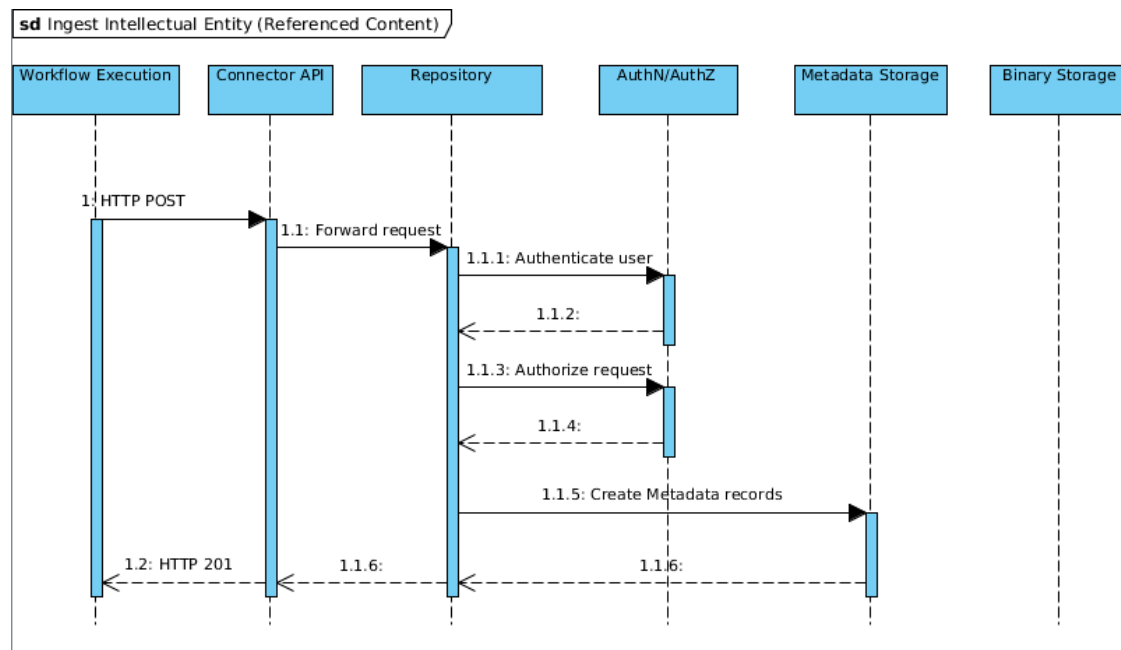 sd Ingest Intellectual Entity (Referenced Content)
Workflow Execution
Connector API
Repository
AuthN/AuthZ
Metadata Storage
Binary Storage
1: HTTP POST
1.1: Forward request
1.1.1: Authenticate user
1.1.2:
1.1.3: Authorize request
1.1.4:
1.1.5: Create Metadata records
1.2: HTTP 201
1.1.6:
1.1.6: